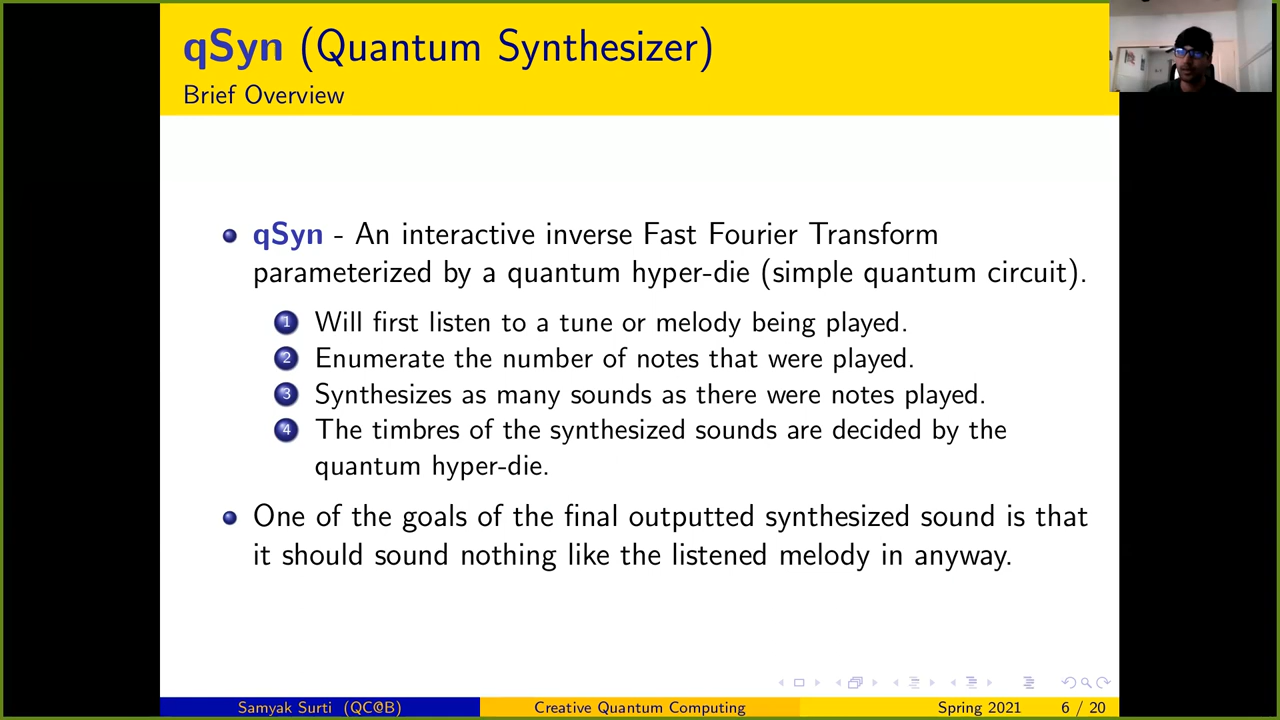 qSyn (Quantum Synthesizer)
Brief Overview
qSyn - An interactive inverse Fast Fourier Transform
parameterized by a quantum hyper-die (simple quantum circuit).
1 Will first listen to a tune or melody being played.
2 Enumerate the number of notes that were played.
3 Synthesizes as many sounds as there were notes played.
4 The timbres of the synthesized sounds are decided by the
quantum hyper-die.
One of the goals of the final outputted synthesized sound is that
it should sound nothing like the listened melody in anyway.
Samyak Surti (QC@B) Creative Quantum Computing Spring 2021 6 / 20